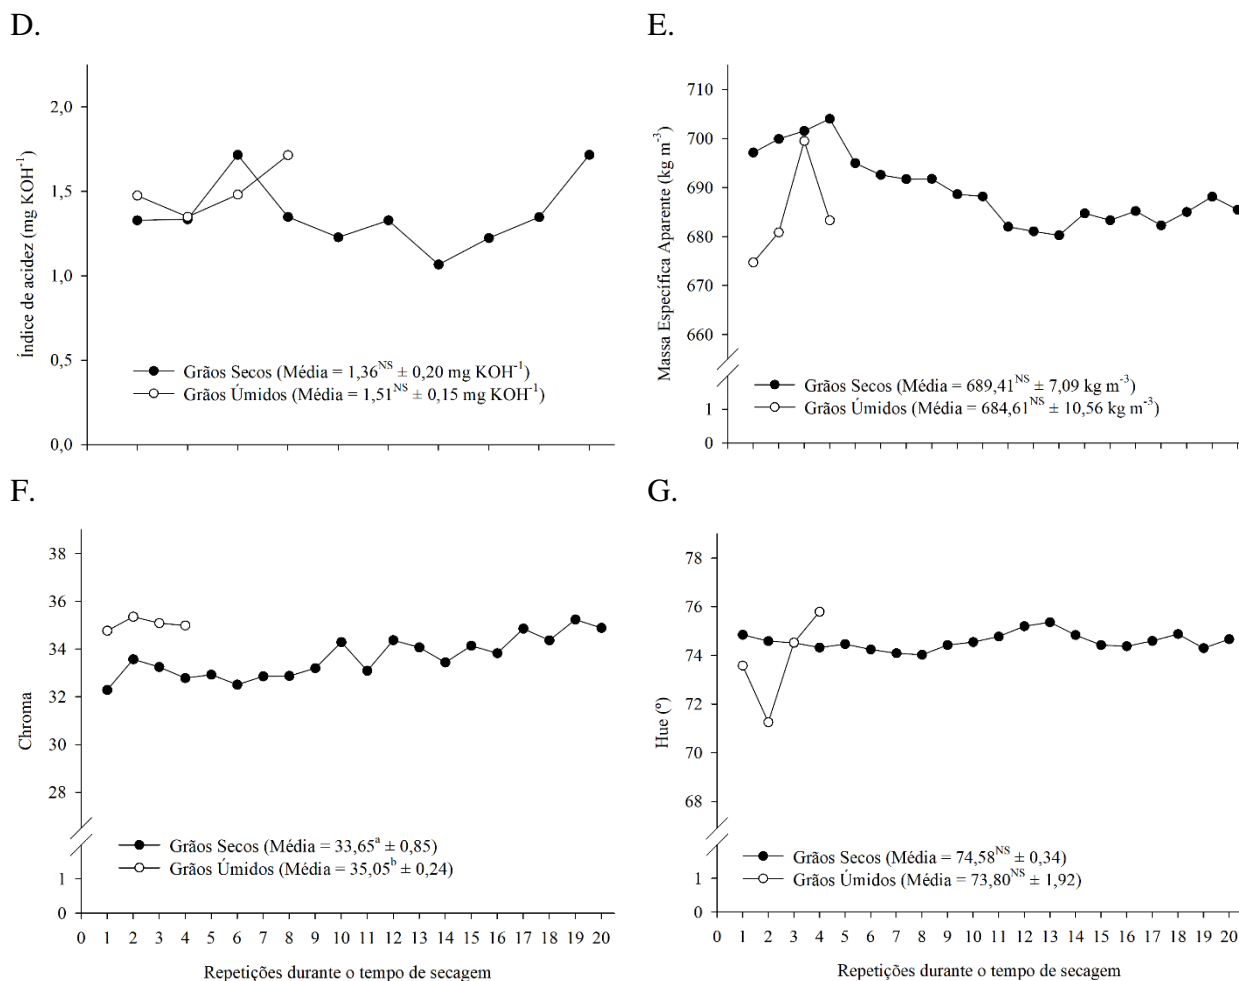 D.
2,0
1,5
1,0
0,5
0,0
Índice de acidez (mg KOH⁻¹)
Grãos Secos (Média = 1,36ᴺˢ ± 0,20 mg KOH⁻¹)
Grãos Úmidos (Média = 1,51ᴺˢ ± 0,15 mg KOH⁻¹)
E.
710
700
690
680
670
660
1
0
Massa Específica Aparente (kg m⁻³)
Grãos Secos (Média = 689,41ᴺˢ ± 7,09 kg m⁻³)
Grãos Úmidos (Média = 684,61ᴺˢ ± 10,56 kg m⁻³)
F.
38
36
34
32
30
28
1
0
Chroma
Grãos Secos (Média = 33,65ᵃ ± 0,85)
Grãos Úmidos (Média = 35,05ᵇ ± 0,24)
0 1 2 3 4 5 6 7 8 9 10 11 12 13 14 15 16 17 18 19 20
Repetições durante o tempo de secagem
G.
78
76
74
72
70
68
1
0
Hue (º)
Grãos Secos (Média = 74,58ᴺˢ ± 0,34)
Grãos Úmidos (Média = 73,80ᴺˢ ± 1,92)
0 1 2 3 4 5 6 7 8 9 10 11 12 13 14 15 16 17 18 19 20
Repetições durante o tempo de secagem